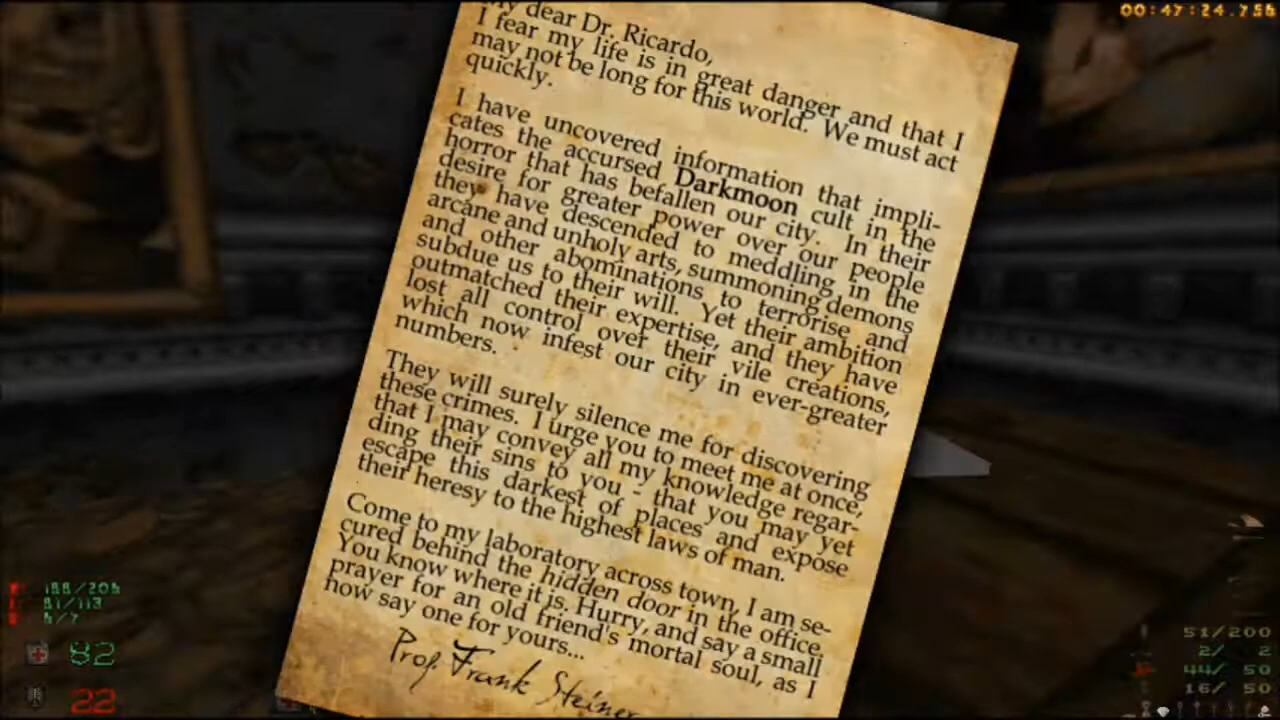 00:47:24.756
My dear Dr. Ricardo,
I fear my life is in great danger and that I
may not be long for this world. We must act
quickly.
I have uncovered information that impli-
cates the accursed Darkmoon cult in the
horror that has befallen our city. In their
desire for greater power over our people
they have descended to meddling in the
arcane and unholy arts, summoning demons
and other abominations to terrorise and
subdue us to their will. Yet their ambition
outmatched their expertise, and they have
lost all control over their vile creations,
which now infest our city in ever-greater
numbers.
They will surely silence me for discovering
these crimes. I urge you to meet me at once,
that I may convey all my knowledge regar-
ding their sins to you - that you may yet
escape this darkest of places and expose
their heresy to the highest laws of man.
Come to my laboratory across town, I am se-
cured behind the hidden door in the office.
You know where it is. Hurry, and say a small
prayer for an old friend's mortal soul, as I
now say one for yours...
Prof. Frank Steiner
188/206
81/113
6/7
82
22
51/200
2/ 2
44/ 50
16/ 50